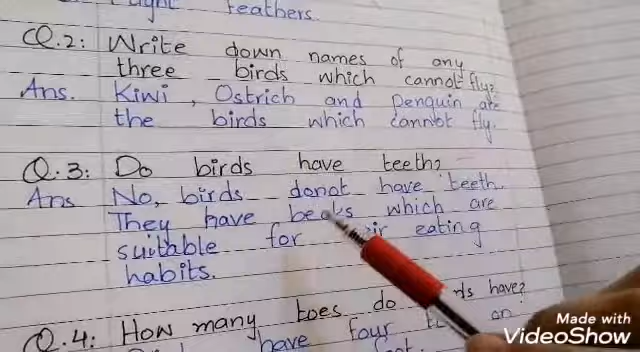 feathers.
Q.2: Write down names of any
three birds which cannot fly?
Ans. Kiwi, Ostrich and Penguin are
the birds which cannot fly.
Q.3: Do birds have teeth?
Ans No, birds donot have teeth.
They have beaks which are
suitable for eating
habits.
Q.4: How many toes do have?
have four on
Made with
VideoShow